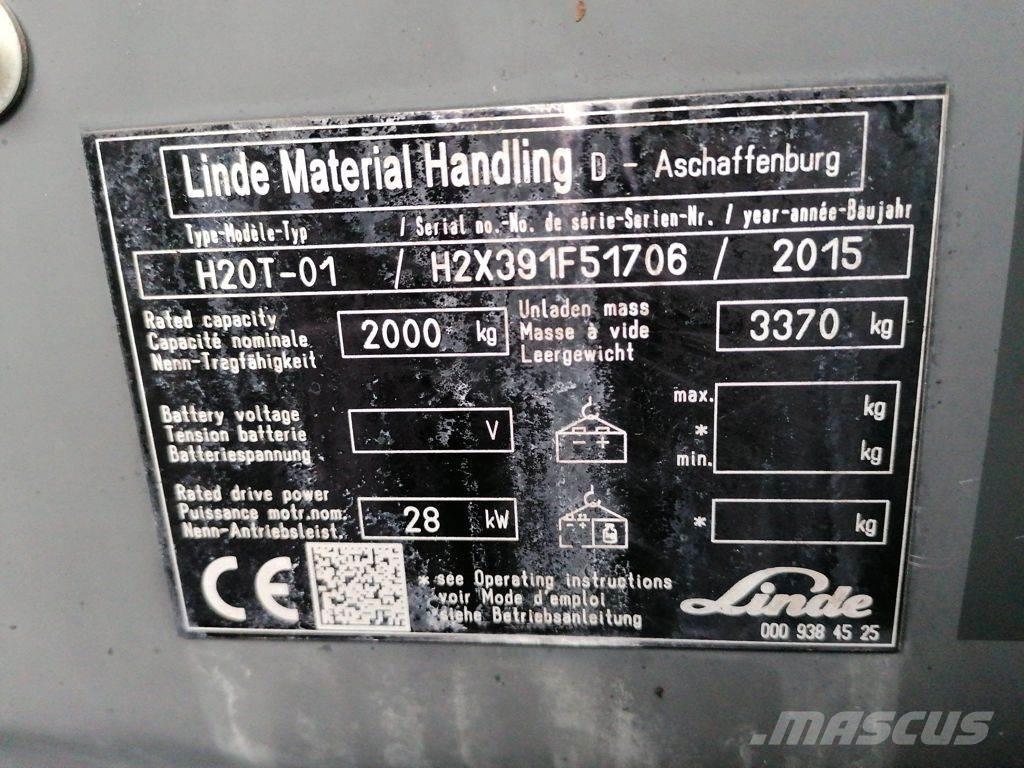 Linde Material Handling D - Aschaffenburg
Type-Modèle-Typ / Serial no.-No. de série-Serien-Nr. / year-année-Baujahr
H20T-01 / H2X391F51706 / 2015
Rated capacity
Capacité nominale
Nenn-Tragfähigkeit
2000 kg
Unladen mass
Masse à vide
Leergewicht
3370 kg
Battery voltage
Tension batterie
Batteriespannung
V
max. kg
*
min. kg
Rated drive power
Puissance motr.nom.
Nenn-Antriebsleist.
28 kW
* kg
CE
* see Operating instructions
voir Mode d'emploi
siehe Betriebsanleitung
Linde
000 938 45 25
.MASCUS